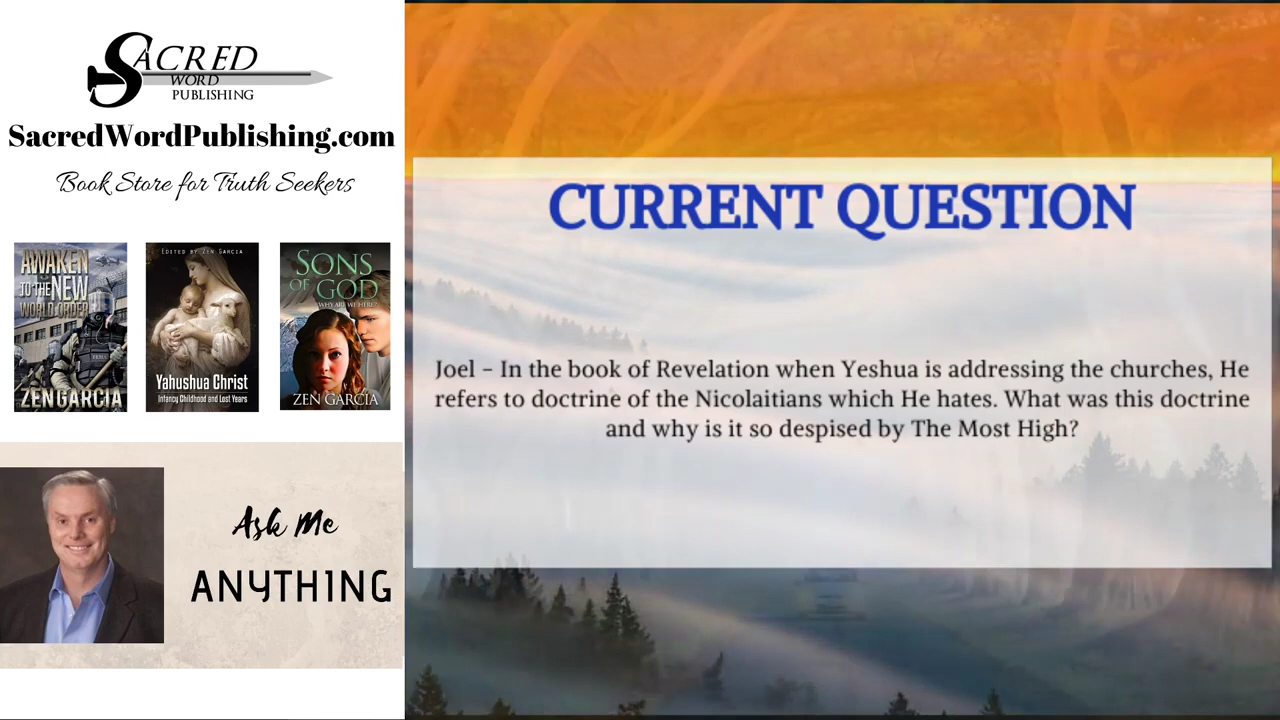 SACRED
WORD
PUBLISHING
SacredWordPublishing.com
Book Store for Truth Seekers
AWAKEN
TO THE NEW
WORLD ORDER
ZEN GARCIA
EDITED BY ZEN GARCIA
Yahushua Christ
Infancy Childhood and Lost Years
SONS
OF GOD
WHY ARE WE HERE?
ZEN GARCIA
Ask Me
ANYTHING
CURRENT QUESTION
Joel – In the book of Revelation when Yeshua is addressing the churches, He
refers to doctrine of the Nicolaitians which He hates. What was this doctrine
and why is it so despised by The Most High?